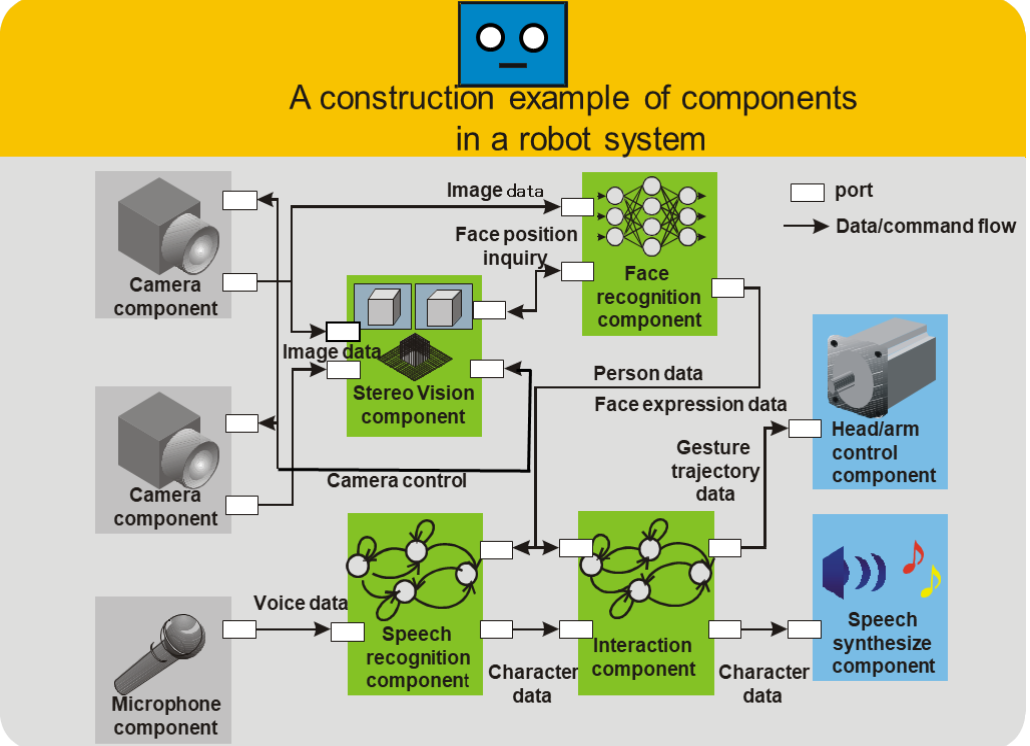 A construction example of components
in a robot system
Camera
component
Image data
Face position
inquiry
Face
recognition
component
port
Data/command flow
Image data
Stereo Vision
component
Person data
Face expression data
Head/arm
control
component
Gesture
trajectory
data
Camera
component
Camera control
Voice data
Speech
recognition
component
Character
data
Interaction
component
Character
data
Speech
synthesize
component
Microphone
component